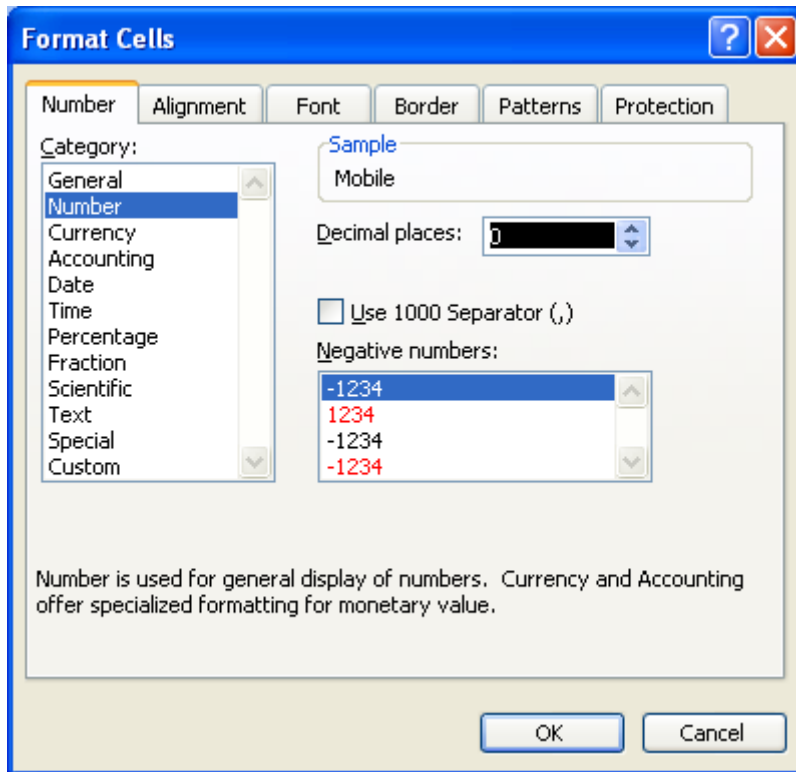 Format Cells
Number Alignment Font Border Patterns Protection
Category:
General
Number
Currency
Accounting
Date
Time
Percentage
Fraction
Scientific
Text
Special
Custom
Sample
Mobile
Decimal places: 0
Use 1000 Separator (,)
Negative numbers:
-1234
1234
-1234
-1234
Number is used for general display of numbers. Currency and Accounting
offer specialized formatting for monetary value.
OK Cancel